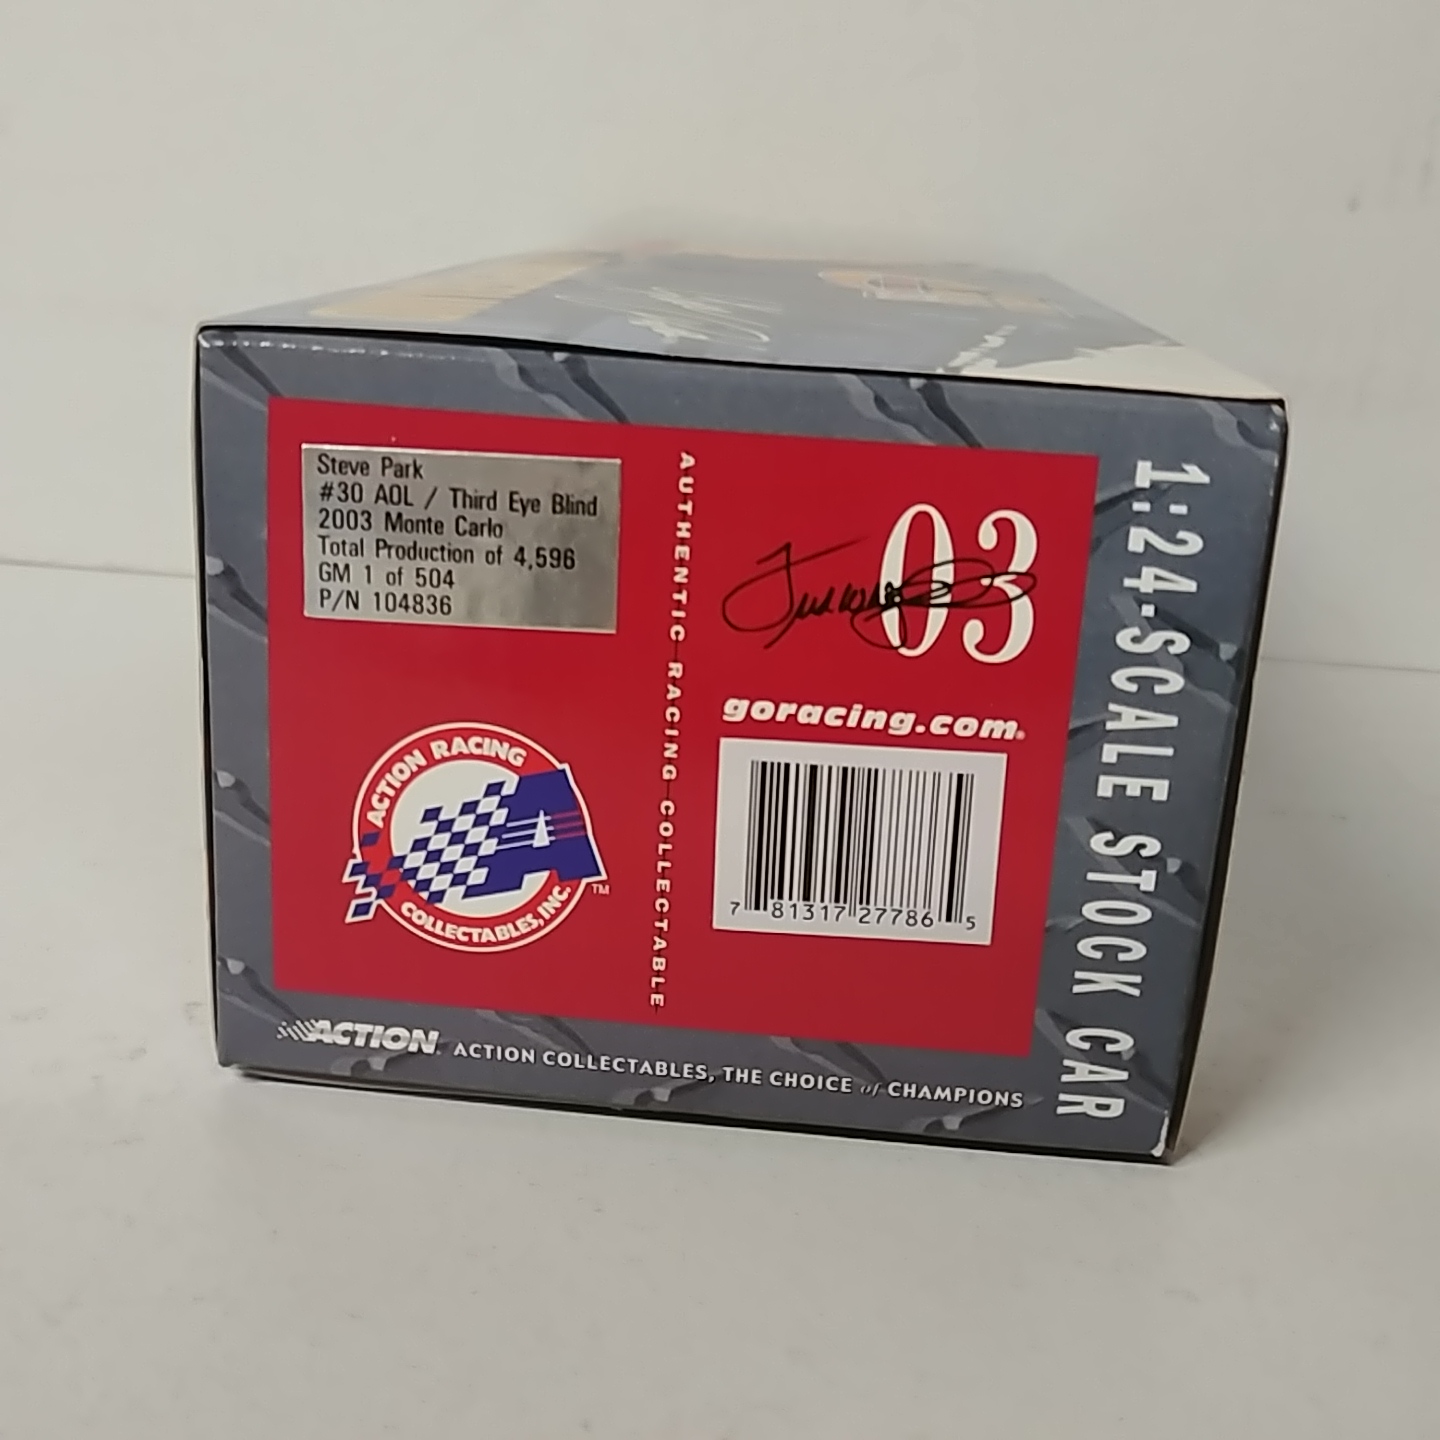 Steve Park
#30 AOL / Third Eye Blind
2003 Monte Carlo
Total Production of 4,596
GM 1 of 504
P/N 104836
AUTHENTIC RACING COLLECTABLE
03
goracing.com®
7 81317 27786 5
ACTION RACING
COLLECTABLES, INC.
TM
1:24-SCALE STOCK CAR
ACTION
ACTION COLLECTABLES, THE CHOICE of CHAMPIONS